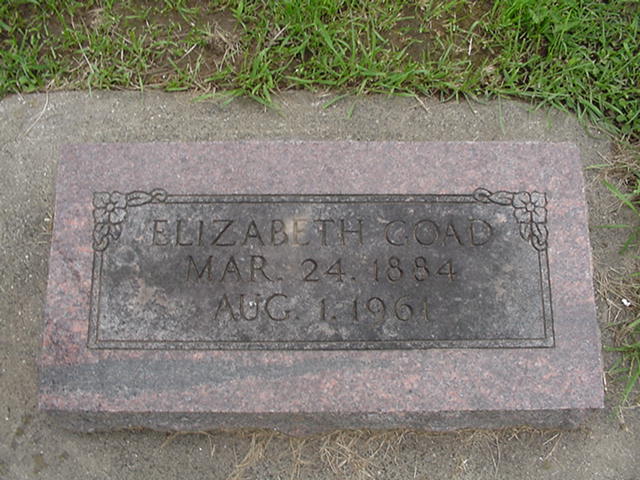 ELIZABETH COAD
MAR. 24. 1884
AUG. 1. 1961